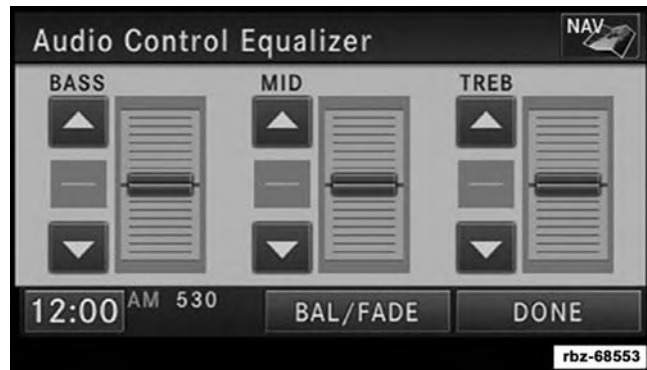 Audio Control Equalizer NAV
BASS MID TREB
12:00 AM 530 BAL/FADE DONE
rbz-68553